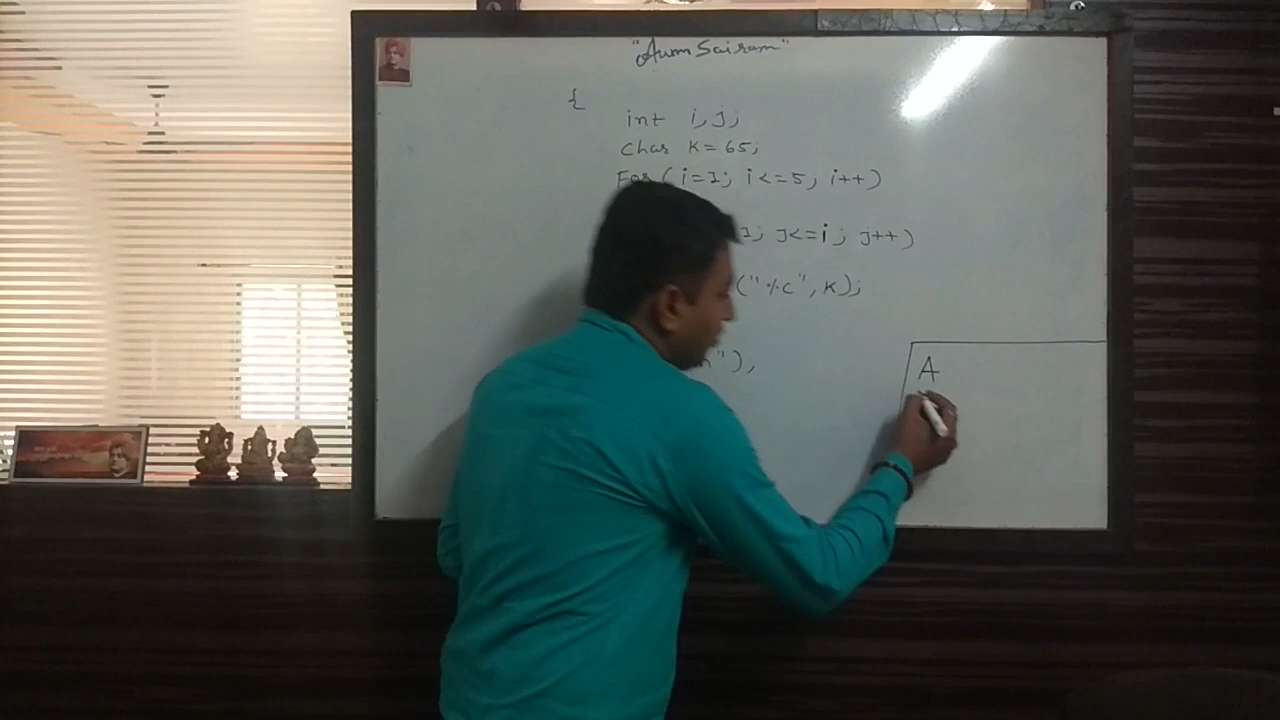 "Aum Sairam"
{
int i, j;
char K = 65;
For ( i=1; i<=5; i++)
1; j<=i; j++)
("%c", K);
n");
A